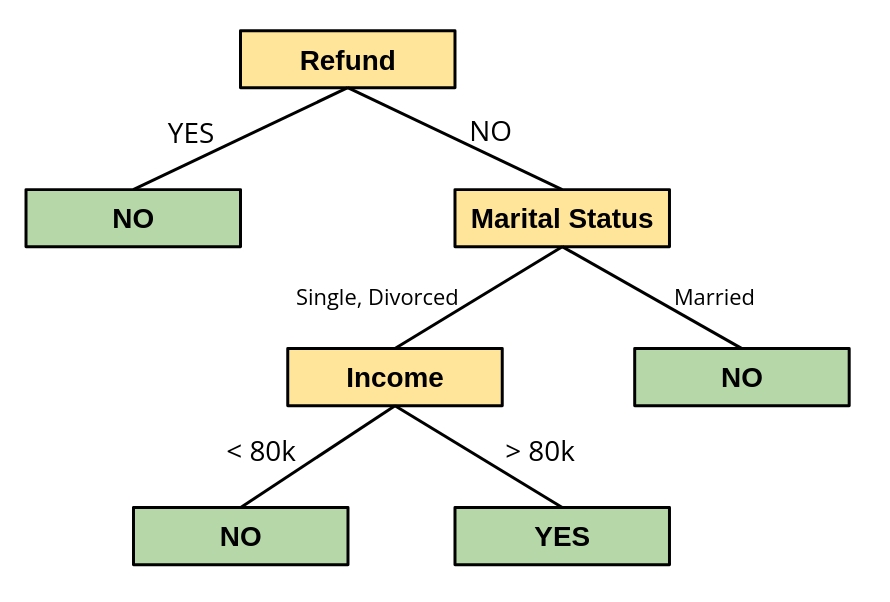 Refund
YES
NO
NO
Marital Status
Single, Divorced
Married
Income
NO
< 80k
> 80k
NO
YES